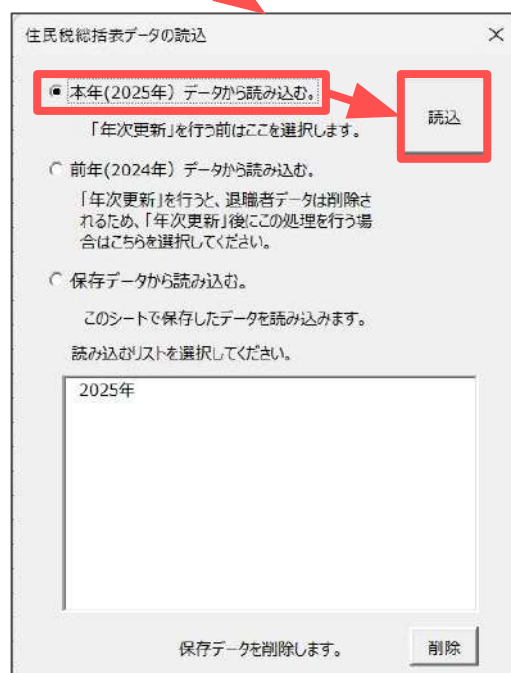 住民税総括表データの読込
本年(2025年）データから読み込む。
読込
「年次更新」を行う前はここを選択します。
前年(2024年）データから読み込む。
「年次更新」を行うと、退職者データは削除さ
れるため、「年次更新」後にこの処理を行う場
合はこちらを選択してください。
保存データから読み込む。
このシートで保存したデータを読み込みます。
読み込むリストを選択してください。
2025年
保存データを削除します。
削除